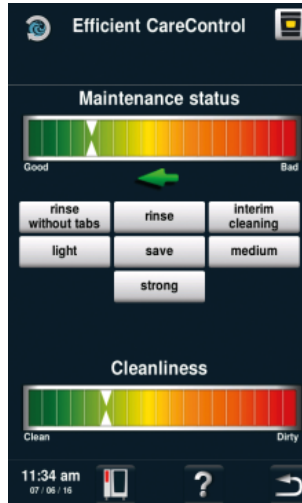 Efficient CareControl
Maintenance status
Good Bad
rinse without tabs
rinse
interim cleaning
light save medium
strong
Cleanliness
Clean Dirty
11:34 am
07 / 06 / 16
?